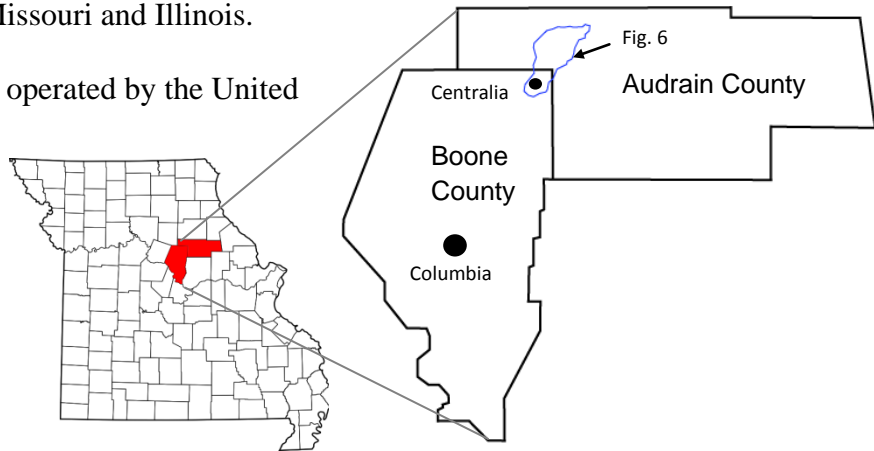 Missouri and Illinois.
operated by the United
Fig. 6
Centralia
Audrain County
Boone
County
Columbia